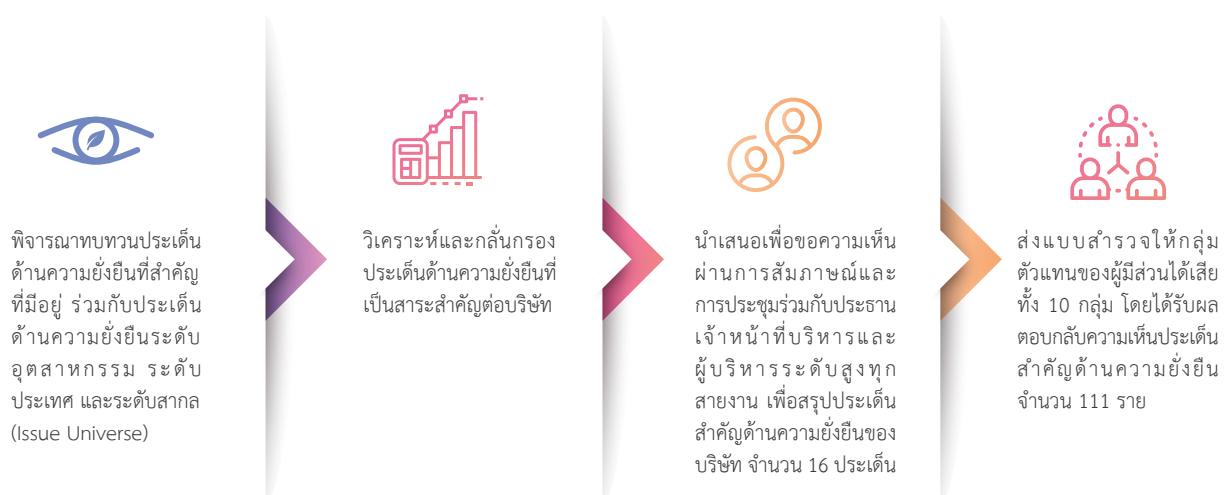 พิจารณาทบทวนประเด็น
ด้านความยั่งยืนที่สำคัญ
ที่มีอยู่ ร่วมกับประเด็น
ด้านความยั่งยืนระดับ
อุตสาหกรรม ระดับ
ประเทศ และระดับสากล
(Issue Universe)
วิเคราะห์และกลั่นกรอง
ประเด็นด้านความยั่งยืนที่
เป็นสาระสำคัญต่อบริษัท
นำเสนอเพื่อขอความเห็น
ผ่านการสัมภาษณ์และ
การประชุมร่วมกับประธาน
เจ้าหน้าที่บริหารและ
ผู้บริหารระดับสูงทุก
สายงาน เพื่อสรุปประเด็น
สำคัญด้านความยั่งยืนของ
บริษัท จำนวน 16 ประเด็น
ส่งแบบสำรวจให้กลุ่ม
ตัวแทนของผู้มีส่วนได้เสีย
ทั้ง 10 กลุ่ม โดยได้รับผล
ตอบกลับความเห็นประเด็น
สำคัญด้านความยั่งยืน
จำนวน 111 ราย